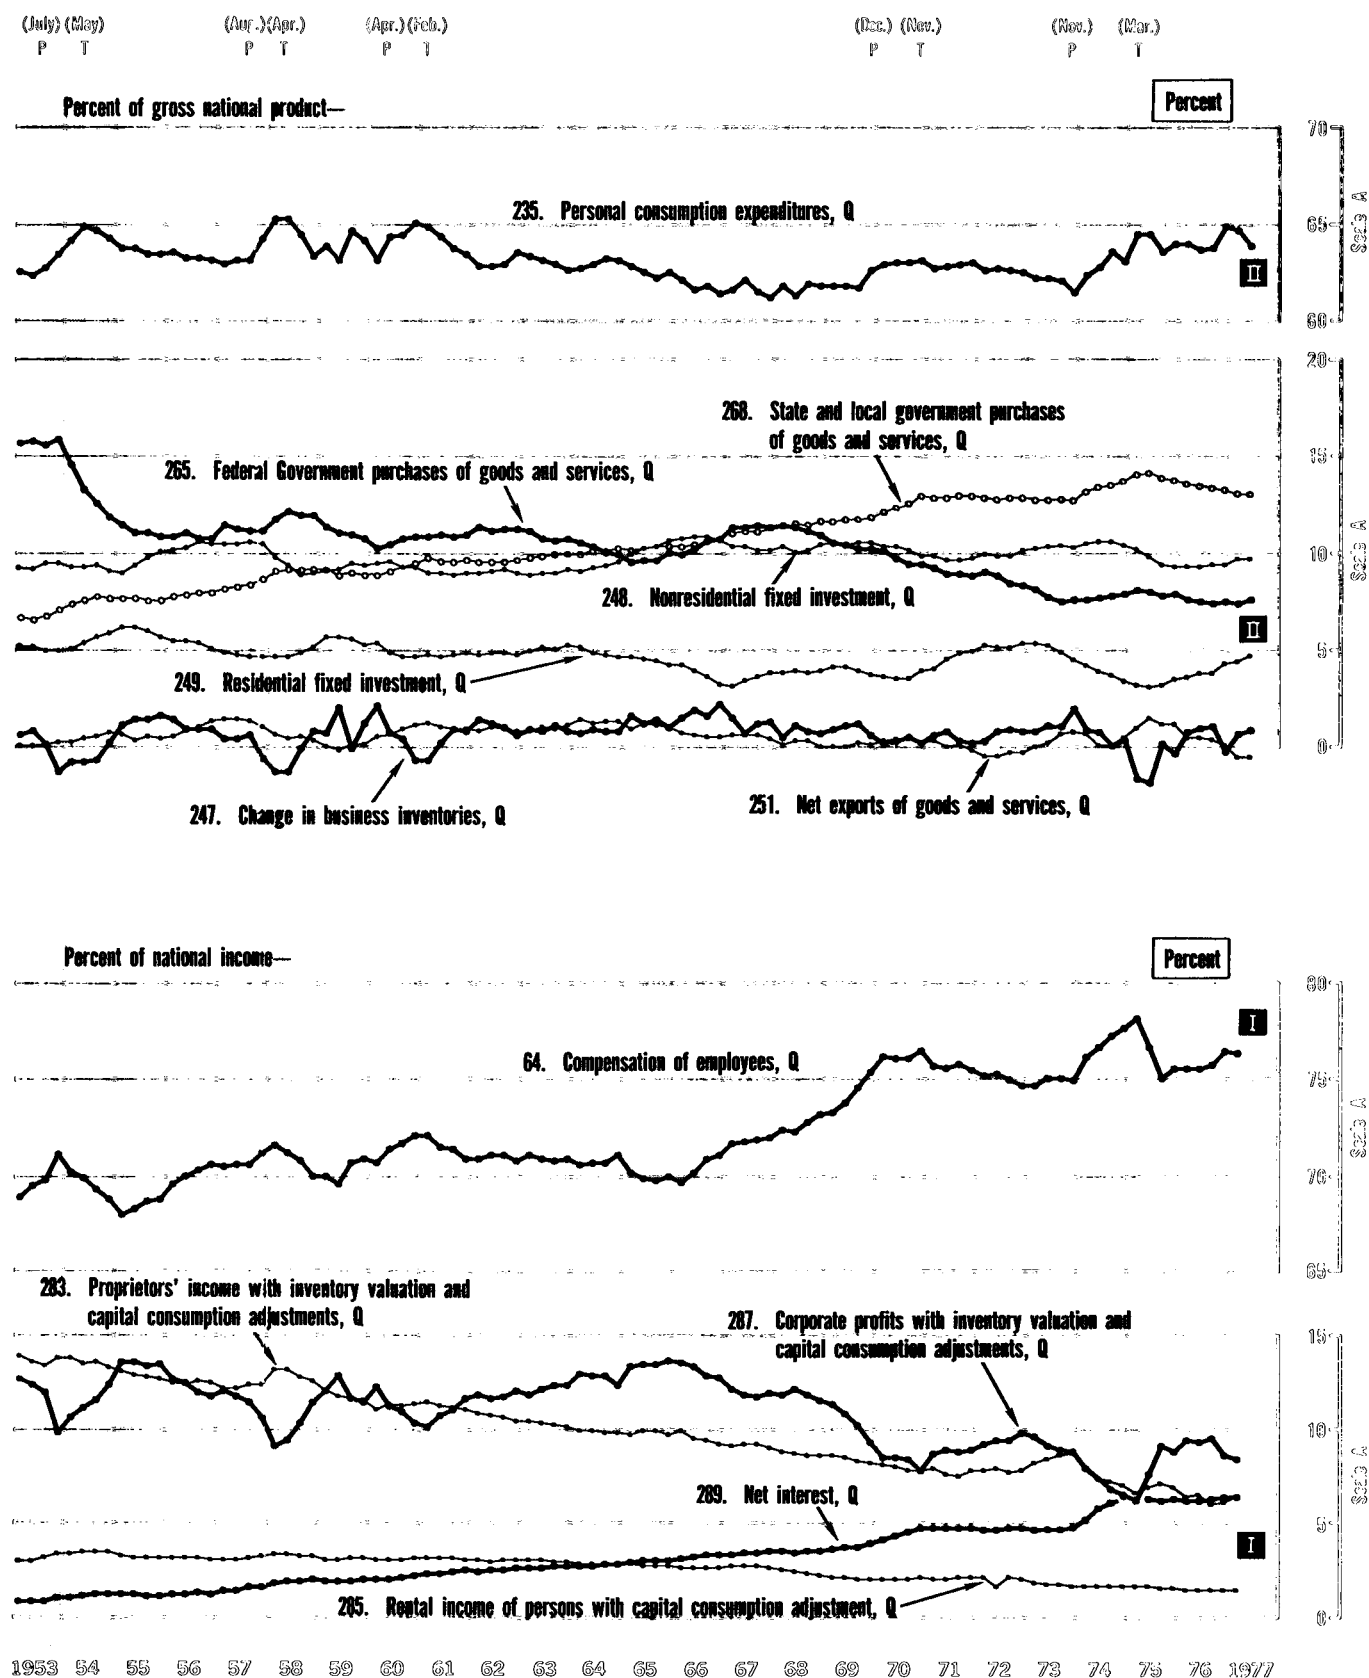 (July) (May) (Aug.) (Apr.) (Apr.) (Feb.) (Dec.) (Nov.) (Nov.) (Mar.)
P T P T P T P T P T
Percent of gross national product—
Percent
70
235. Personal consumption expenditures, Q
65
Scale A
II
60
20
268. State and local government purchases
of goods and services, Q
15
265. Federal Government purchases of goods and services, Q
Scale A
10
248. Nonresidential fixed investment, Q
II
5
249. Residential fixed investment, Q
0
247. Change in business inventories, Q
251. Net exports of goods and services, Q
Percent of national income—
Percent
80
I
64. Compensation of employees, Q
75
Scale A
70
65
283. Proprietors' income with inventory valuation and
capital consumption adjustments, Q
287. Corporate profits with inventory valuation and
capital consumption adjustments, Q
15
10
Scale A
289. Net interest, Q
5
I
285. Rental income of persons with capital consumption adjustment, Q
0
1953 54 55 56 57 58 59 60 61 62 63 64 65 66 67 68 69 70 71 72 73 74 75 76 1977